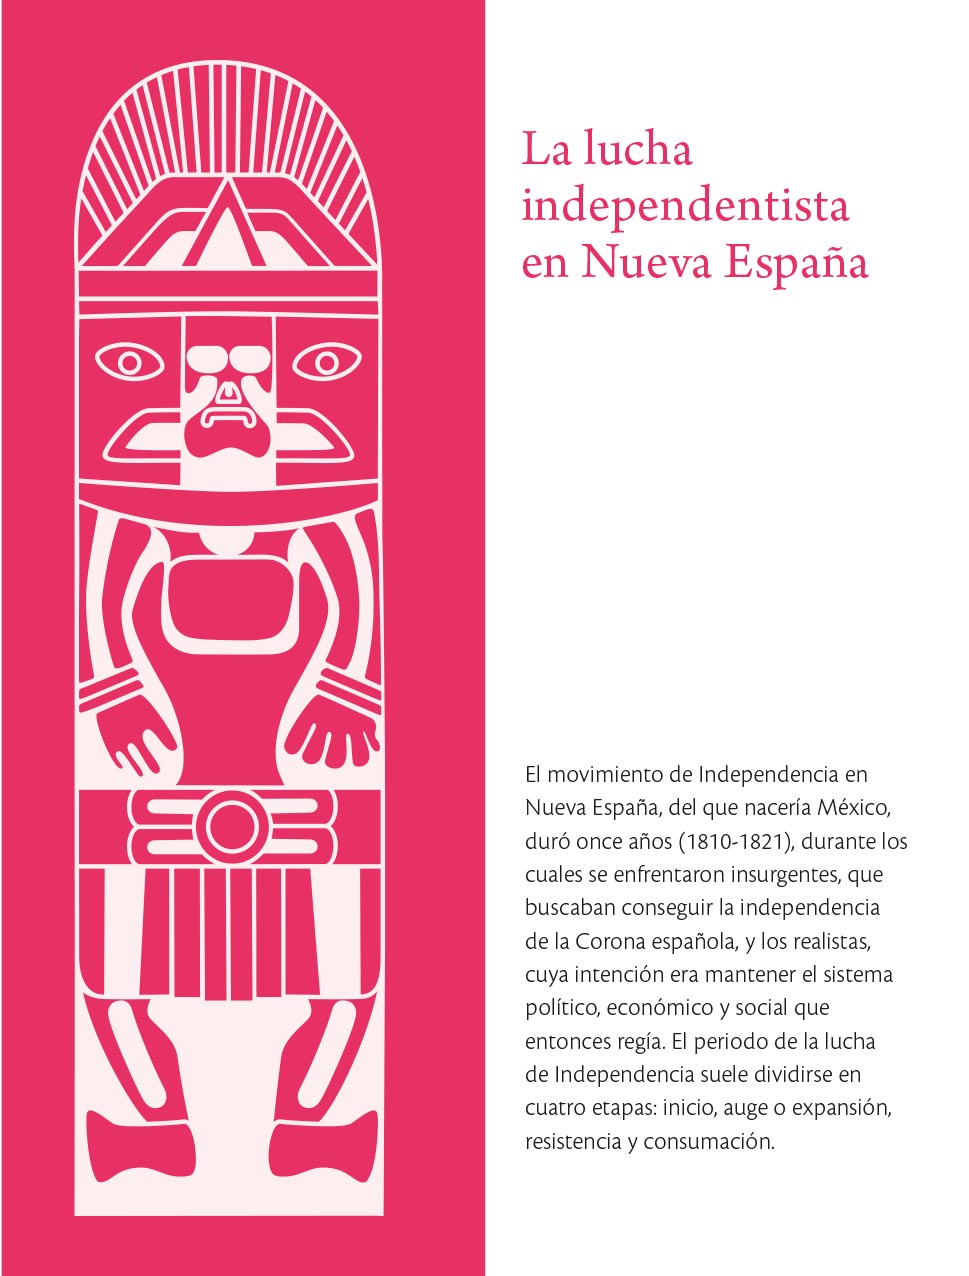 La lucha
independentista
en Nueva España
El movimiento de Independencia en
Nueva España, del que nacería México,
duró once años (1810-1821), durante los
cuales se enfrentaron insurgentes, que
buscaban conseguir la independencia
de la Corona española, y los realistas,
cuya intención era mantener el sistema
político, económico y social que
entonces regía. El periodo de la lucha
de Independencia suele dividirse en
cuatro etapas: inicio, auge o expansión,
resistencia y consumación.